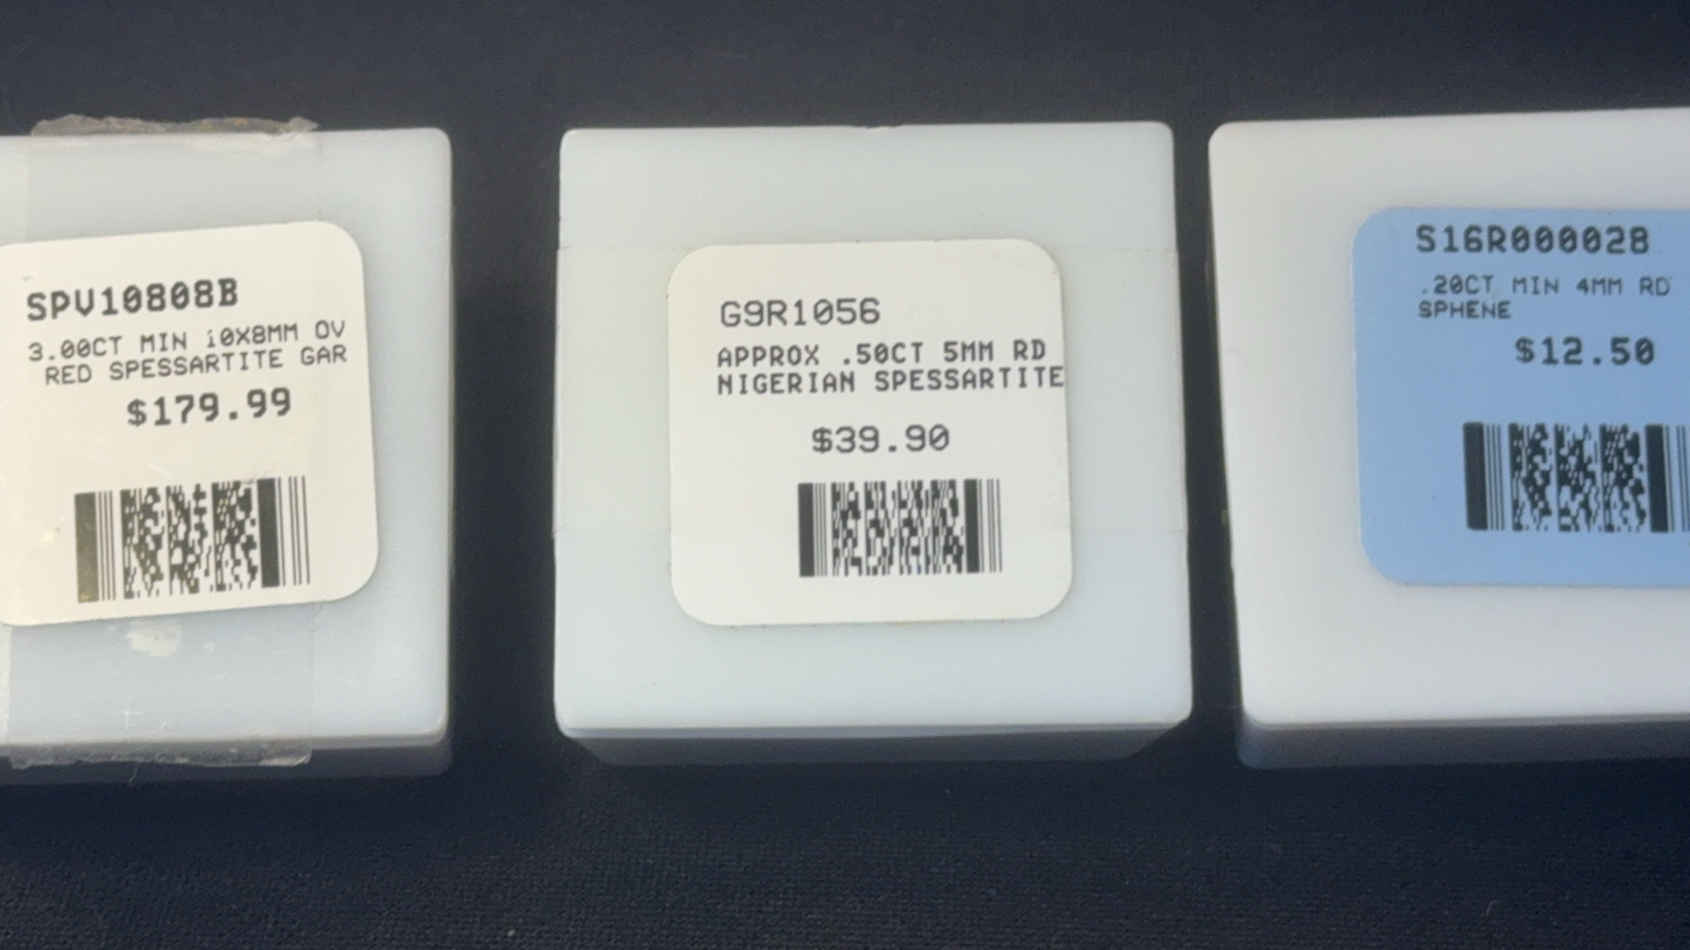 SPV10808B
3.00CT MIN 10X8MM OV
RED SPESSARTITE GAR
$179.99
G9R1056
APPROX .50CT 5MM RD
NIGERIAN SPESSARTITE
$39.90
S16R000028
.20CT MIN 4MM RD
SPHENE
$12.50